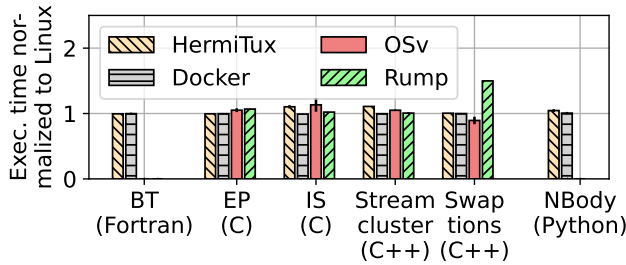 Exec. time nor-
malized to Linux
2
1
0
HermiTux
Docker
OSv
Rump
BT
(Fortran)
EP
(C)
IS
(C)
Stream
cluster
(C++)
Swap
tions
(C++)
NBody
(Python)